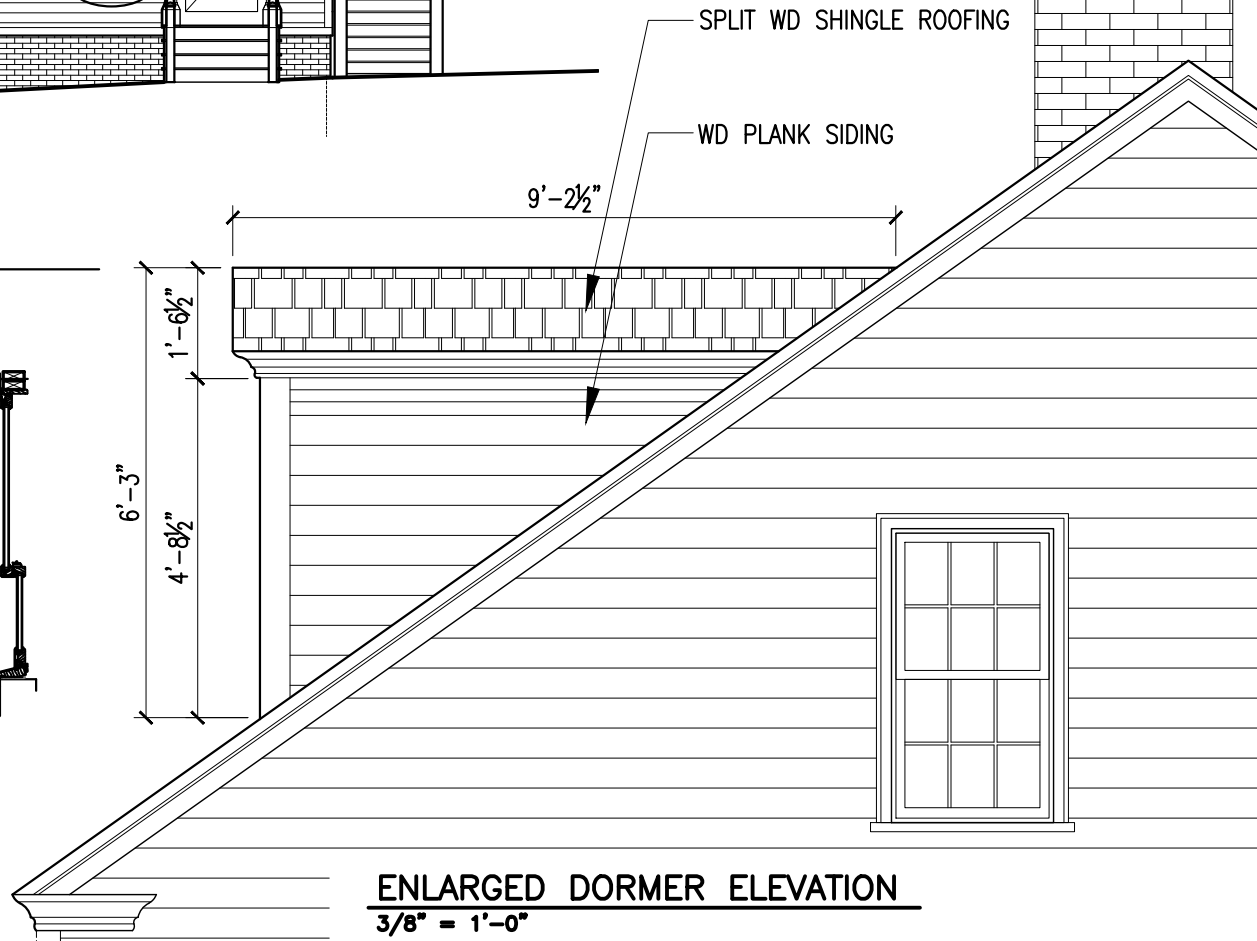 SPLIT WD SHINGLE ROOFING
WD PLANK SIDING
9'-2½"
1'-6½"
6'-3"
4'-8½"
ENLARGED DORMER ELEVATION
3/8" = 1'-0"